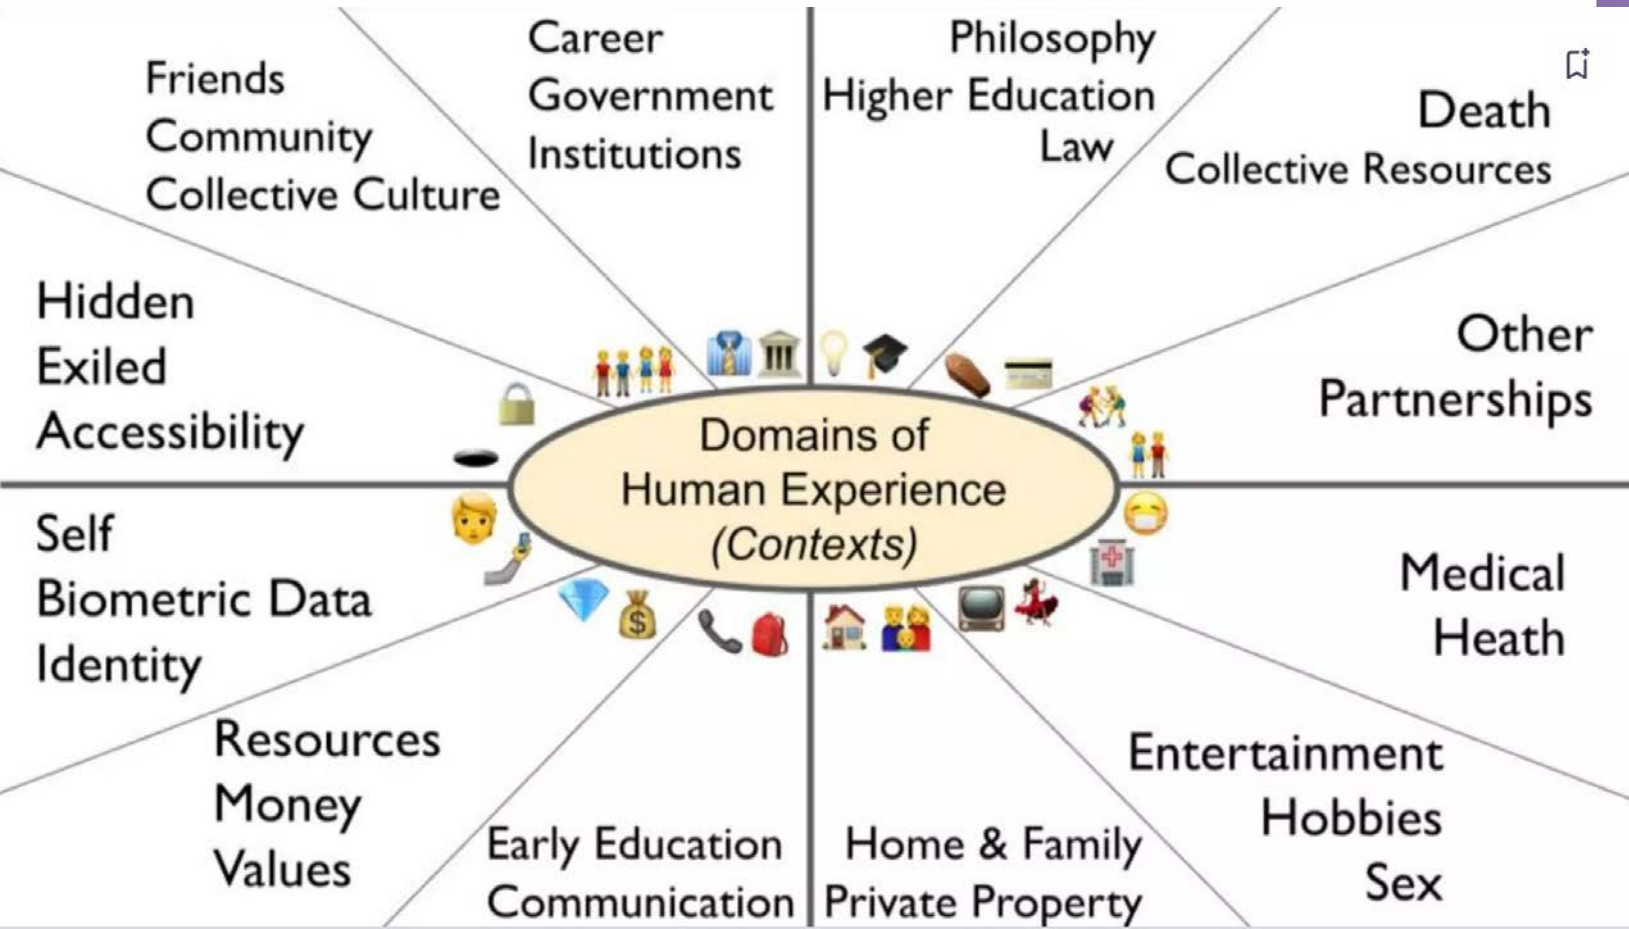 Friends
Community
Collective Culture
Career
Government
Institutions
Philosophy
Higher Education
Law
Death
Collective Resources
Hidden
Exiled
Accessibility
Other
Partnerships
Domains of
Human Experience
(Contexts)
Self
Biometric Data
Identity
Medical
Heath
Resources
Money
Values
Early Education
Communication
Home & Family
Private Property
Entertainment
Hobbies
Sex